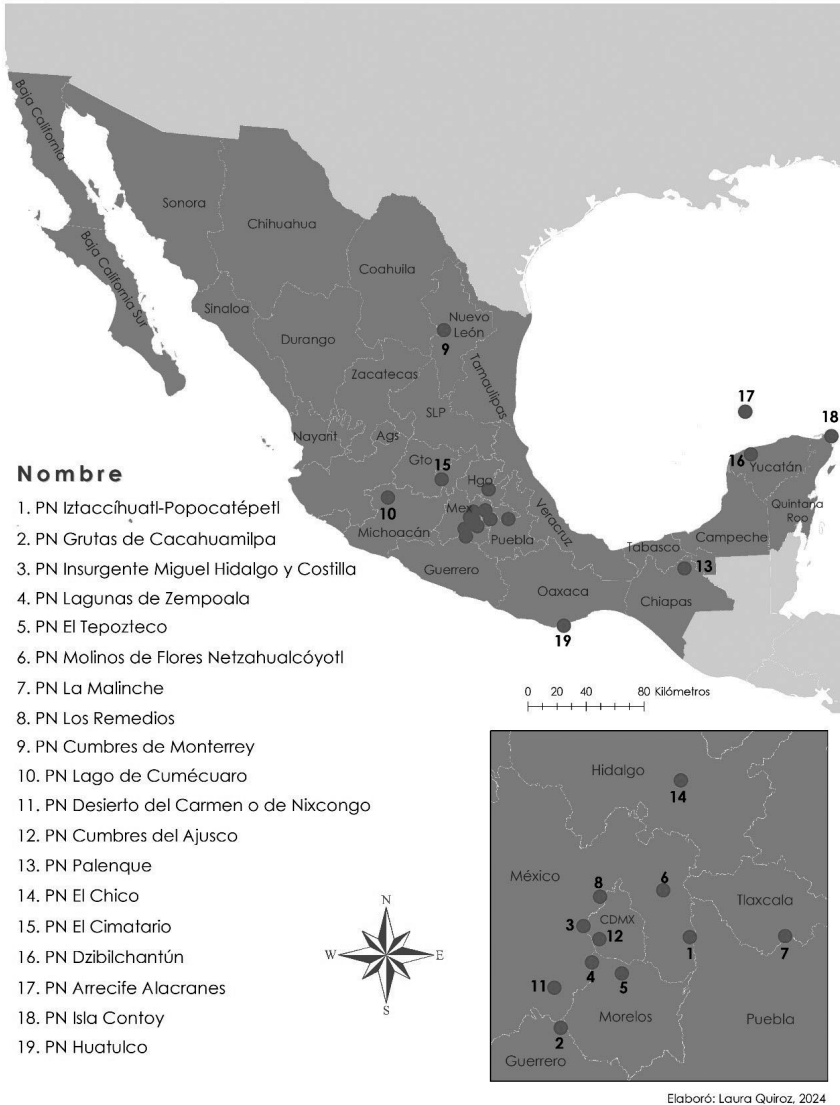 Baja California
Sonora
Chihuahua
Coahuila
Baja California Sur
Sinaloa
Durango
Nuevo
León
9
Tamaulipas
Zacatecas
SLP
Nayarit
Ags
Gto
15
Hgo
10
Michoacán
Mex
Puebla
Veracruz
Guerrero
Oaxaca
19
Tabasco
Chiapas
13
Campeche
Quintana
Roo
Yucatán
16
17
18
0 20 40 80 Kilómetros
Nombre
1. PN Iztaccíhuatl-Popocatépetl
2. PN Grutas de Cacahuamilpa
3. PN Insurgente Miguel Hidalgo y Costilla
4. PN Lagunas de Zempoala
5. PN El Tepozteco
6. PN Molinos de Flores Netzahualcóyotl
7. PN La Malinche
8. PN Los Remedios
9. PN Cumbres de Monterrey
10. PN Lago de Cumécuaro
11. PN Desierto del Carmen o de Nixcongo
12. PN Cumbres del Ajusco
13. PN Palenque
14. PN El Chico
15. PN El Cimatario
16. PN Dzibilchantún
17. PN Arrecife Alacranes
18. PN Isla Contoy
19. PN Huatulco
N
W E
S
Hidalgo
14
México
8
6
Tlaxcala
CDMX
3
12
1
7
4
5
11
Morelos
Puebla
2
Guerrero
Elaboró: Laura Quiroz, 2024